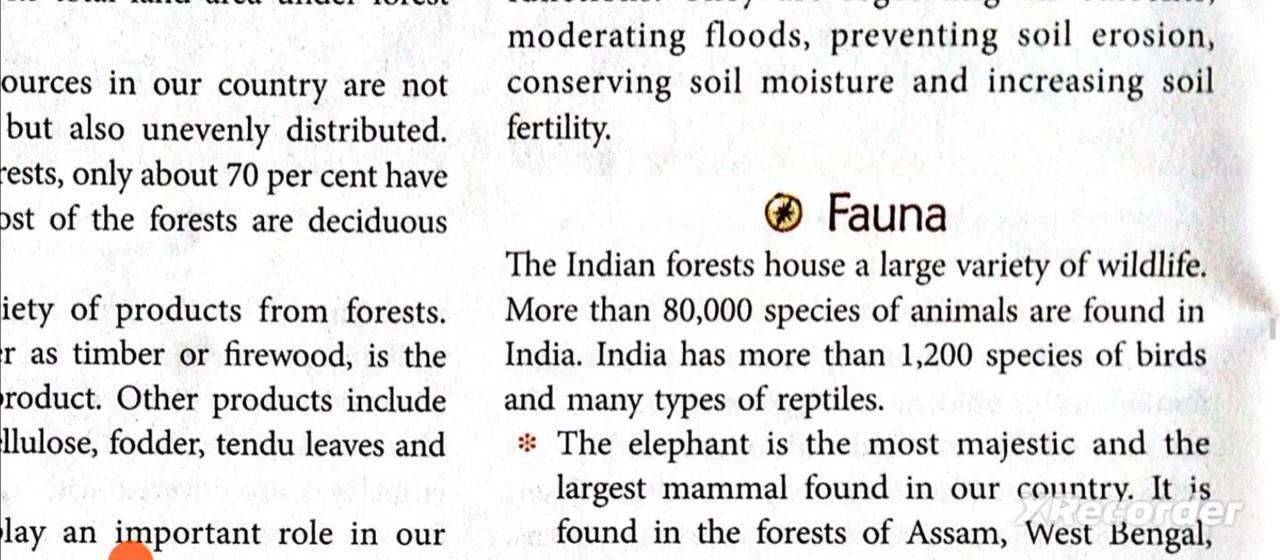 ources in our country are not
but also unevenly distributed.
rests, only about 70 per cent have
ost of the forests are deciduous
iety of products from forests.
r as timber or firewood, is the
roduct. Other products include
llulose, fodder, tendu leaves and
lay an important role in our
moderating floods, preventing soil erosion,
conserving soil moisture and increasing soil
fertility.
Fauna
The Indian forests house a large variety of wildlife.
More than 80,000 species of animals are found in
India. India has more than 1,200 species of birds
and many types of reptiles.
* The elephant is the most majestic and the
largest mammal found in our country. It is
found in the forests of Assam, West Bengal,
XRecorder